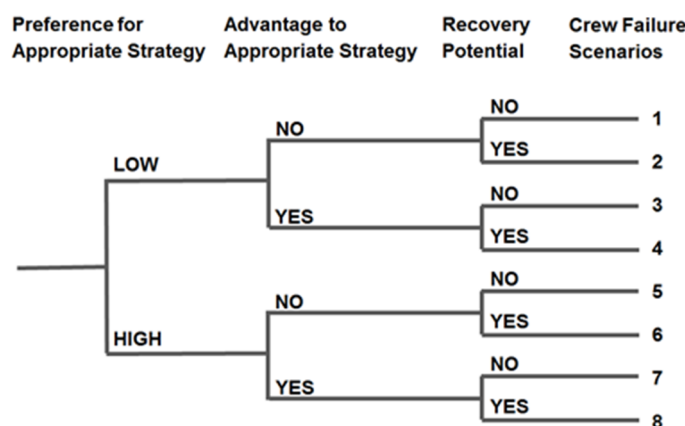 Preference for Appropriate Strategy
Advantage to Appropriate Strategy
Recovery Potential
Crew Failure Scenarios
NO
1
YES
2
LOW
NO
YES
NO
3
YES
4
HIGH
NO
YES
NO
5
YES
6
NO
7
YES
8